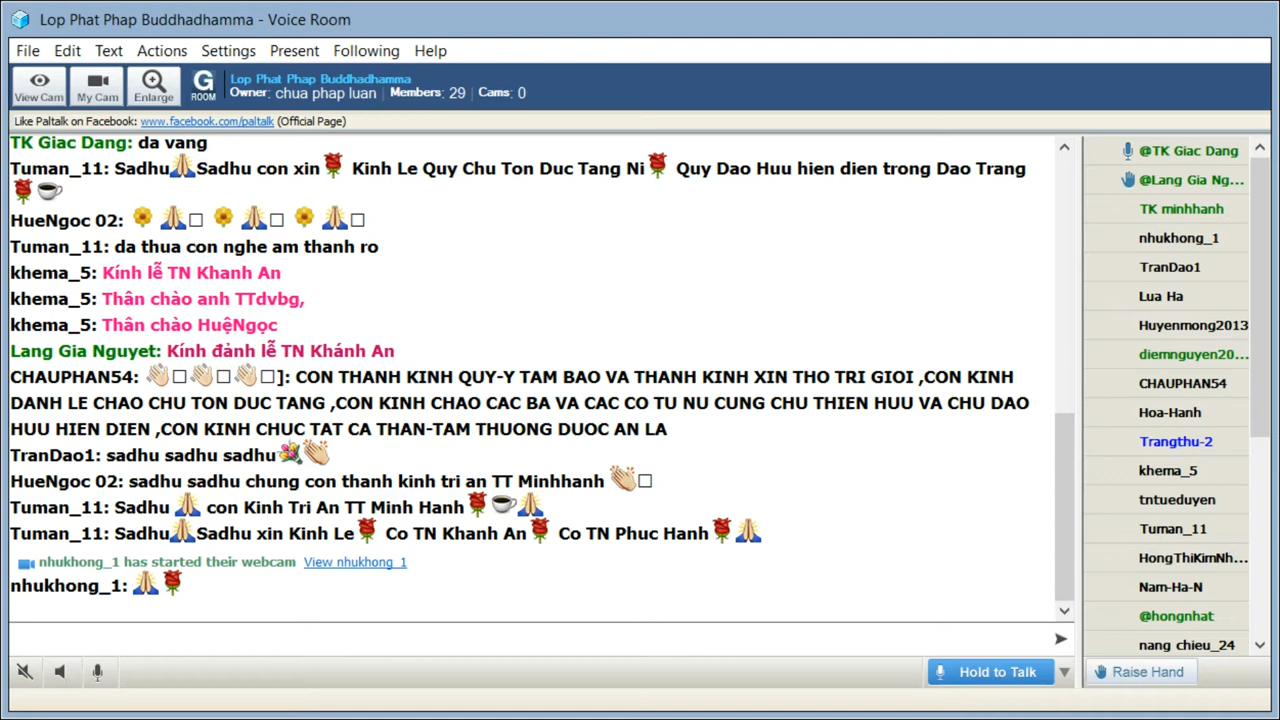 Lop Phat Phap Buddhadhamma - Voice Room
File Edit Text Actions Settings Present Following Help
View Cam My Cam Enlarge G ROOM
Lop Phat Phap Buddhadhamma
Owner: chua phap luan Members: 29 Cams: 0
Like Paltalk on Facebook: www.facebook.com/paltalk (Official Page)
TK Giac Dang: da vang
Tuman_11: Sadhu🙏Sadhu con xin🌹 Kinh Le Quy Chu Ton Duc Tang Ni🌹 Quy Dao Huu hien dien trong Dao Trang
🌹☕
HueNgoc 02: 🌼 🙏□ 🌼 🙏□ 🌼 🙏□
Tuman_11: da thua con nghe am thanh ro
khema_5: Kính lễ TN Khanh An
khema_5: Thân chào anh TTdvbg,
khema_5: Thân chào HuệNgọc
Lang Gia Nguyet: Kính đảnh lễ TN Khánh An
CHAUPHAN54: 👏□👏□👏□]: CON THANH KINH QUY-Y TAM BAO VA THANH KINH XIN THO TRI GIOI ,CON KINH
DANH LE CHAO CHU TON DUC TANG ,CON KINH CHAO CAC BA VA CAC CO TU NU CUNG CHU THIEN HUU VA CHU DAO
HUU HIEN DIEN ,CON KINH CHUC TAT CA THAN-TAM THUONG DUOC AN LA
TranDao1: sadhu sadhu sadhu💐👏
HueNgoc 02: sadhu sadhu chung con thanh kinh tri an TT Minhhanh 👏□
Tuman_11: Sadhu 🙏 con Kinh Tri An TT Minh Hanh🌹☕🙏
Tuman_11: Sadhu🙏Sadhu xin Kinh Le🌹 Co TN Khanh An🌹 Co TN Phuc Hanh🌹🙏
nhukhong_1 has started their webcam View nhukhong_1
nhukhong_1: 🙏🌹
@TK Giac Dang
@Lang Gia Ng...
TK minhhanh
nhukhong_1
TranDao1
Lua Ha
Huyenmong2013
diemnguyen20...
CHAUPHAN54
Hoa-Hanh
Trangthu-2
khema_5
tntueduyen
Tuman_11
HongThiKimNh...
Nam-Ha-N
@hongnhat
nang chieu_24
Hold to Talk
Raise Hand